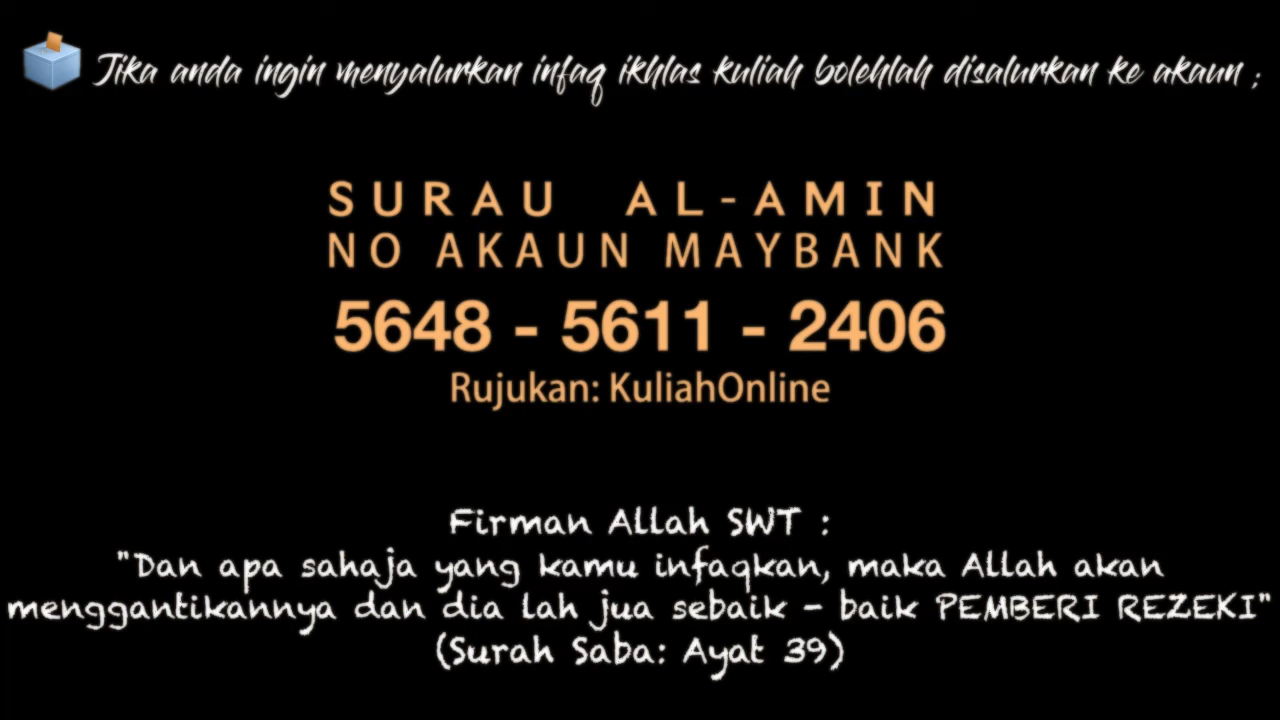 Jika anda ingin menyalurkan infaq ikhlas kuliah bolehlah disalurkan ke akaun ;
SURAU AL-AMIN
NO AKAUN MAYBANK
5648 - 5611 - 2406
Rujukan: KuliahOnline
Firman Allah SWT :
"Dan apa sahaja yang kamu infaqkan, maka Allah akan
menggantikannya dan dia lah jua sebaik - baik PEMBERI REZEKI"
(Surah Saba: Ayat 39)